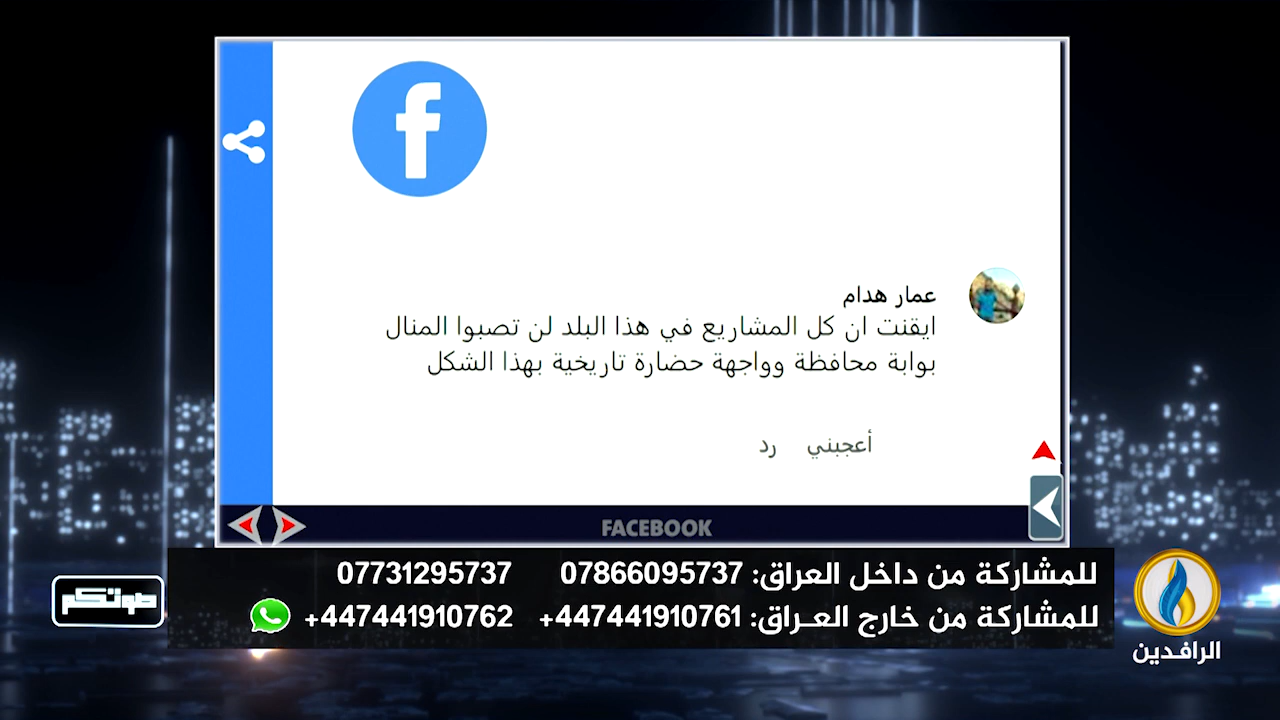 عمار هدام
ايقنت ان كل المشاريع في هذا البلد لن تصبوا المنال
بوابة محافظة وواجهة حضارة تاريخية بهذا الشكل
أعجبني رد
FACEBOOK
للمشاركة من داخل العراق: 07866095737 07731295737
للمشاركة من خارج العـراق: 447441910761+ 447441910762+
صوتكم
الرافدين